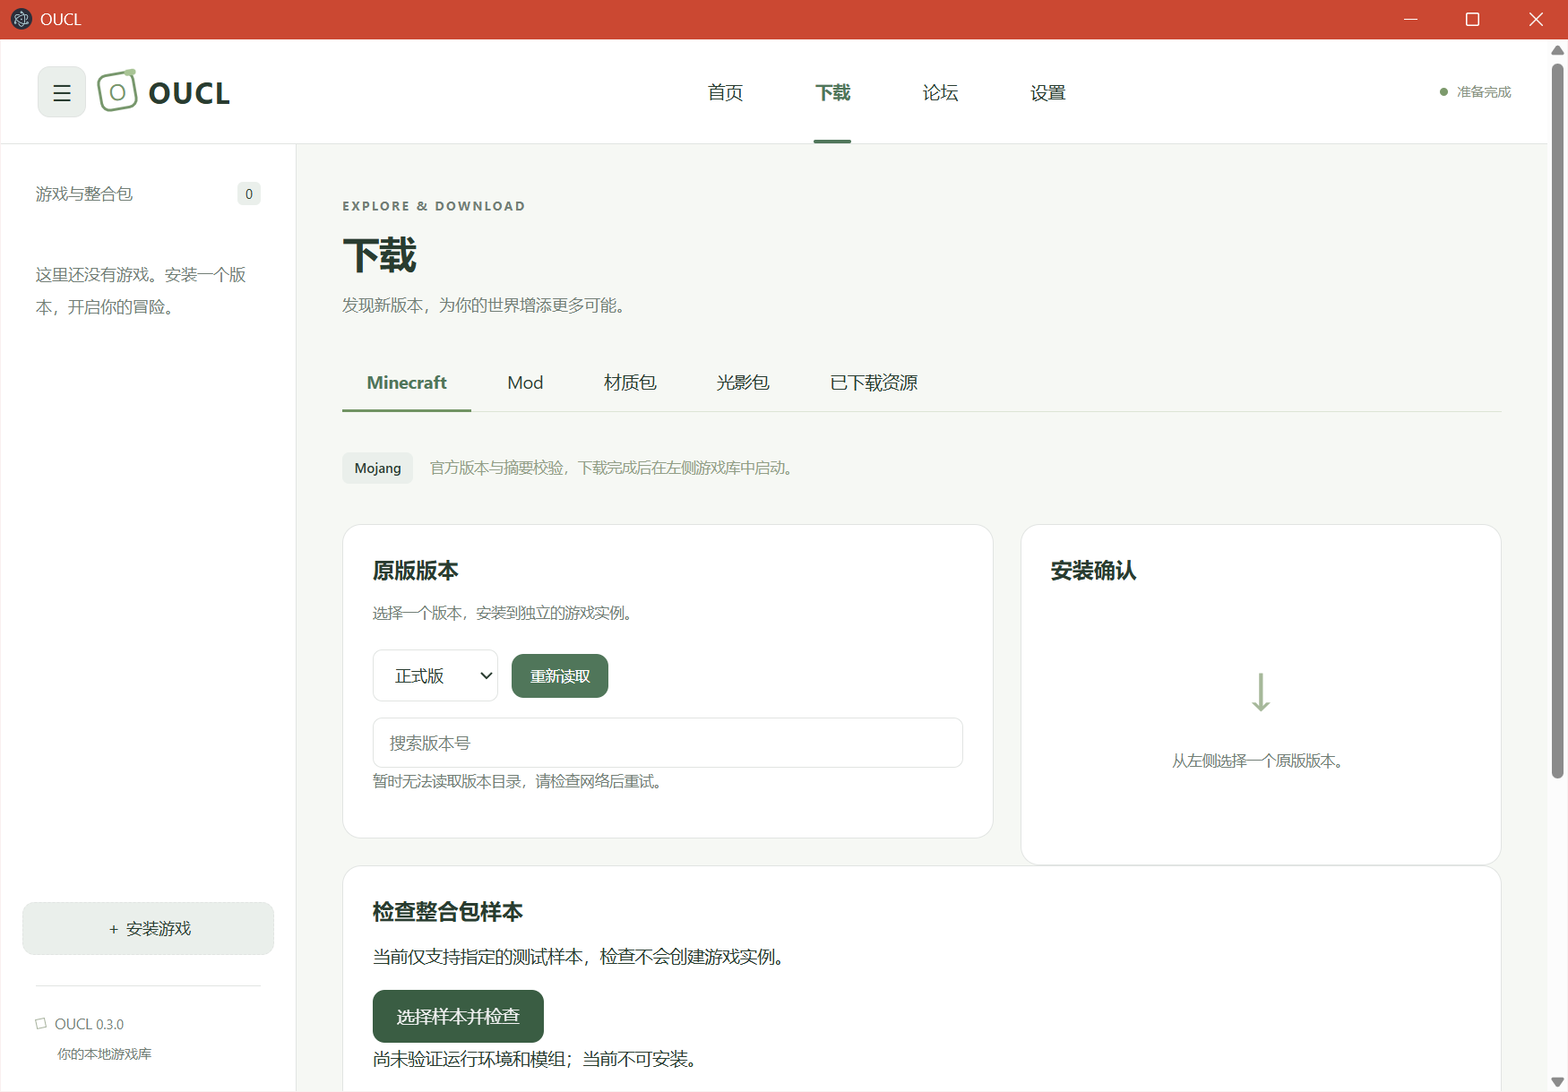 OUCL
OUCL
首页
下载
论坛
设置
准备完成
游戏与整合包
0
这里还没有游戏。安装一个版
本，开启你的冒险。
+ 安装游戏
OUCL 0.3.0
你的本地游戏库
EXPLORE & DOWNLOAD
下载
发现新版本，为你的世界增添更多可能。
Minecraft
Mod
材质包
光影包
已下载资源
Mojang
官方版本与摘要校验，下载完成后在左侧游戏库中启动。
原版版本
选择一个版本，安装到独立的游戏实例。
正式版
重新读取
搜索版本号
暂时无法读取版本目录，请检查网络后重试。
安装确认
↓
从左侧选择一个原版版本。
检查整合包样本
当前仅支持指定的测试样本，检查不会创建游戏实例。
选择样本并检查
尚未验证运行环境和模组；当前不可安装。